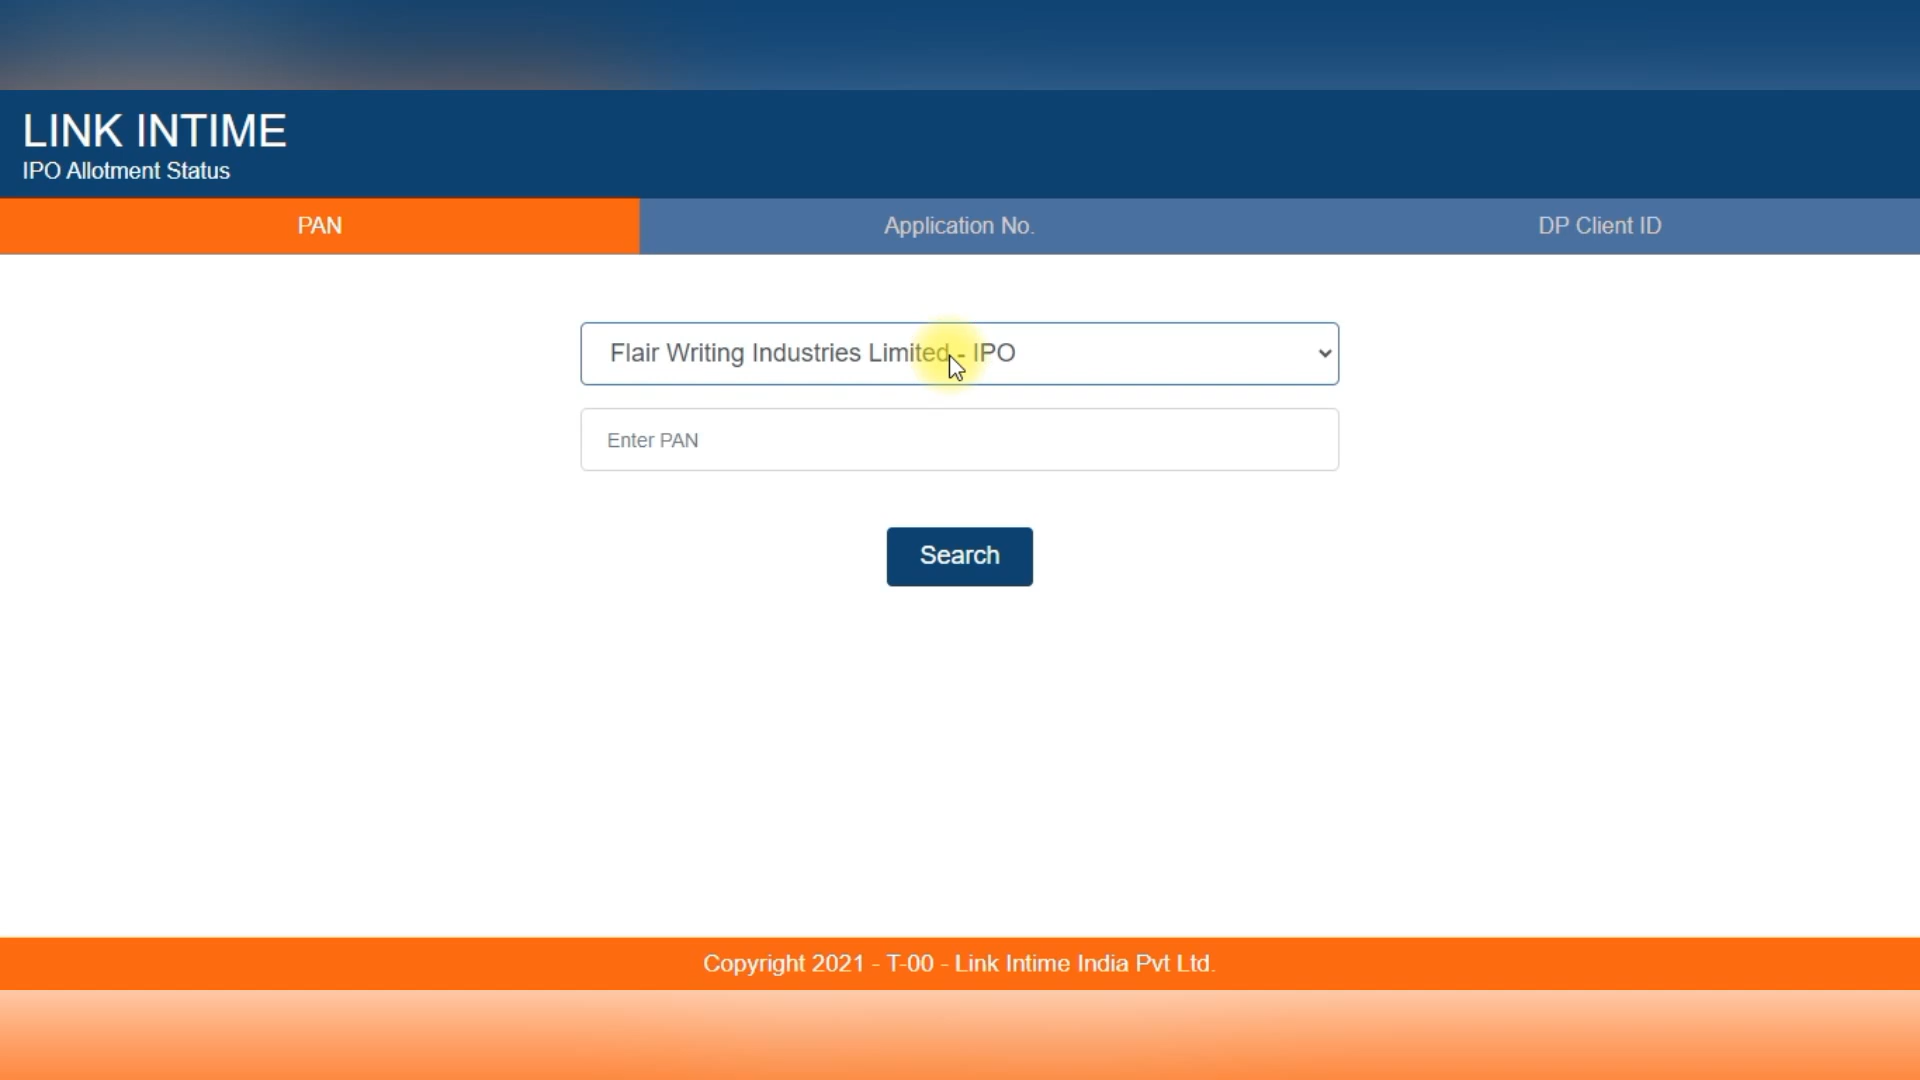 LINK INTIME
IPO Allotment Status
PAN
Application No.
DP Client ID
Flair Writing Industries Limited - IPO
Enter PAN
Search
Copyright 2021 - T-00 - Link Intime India Pvt Ltd.